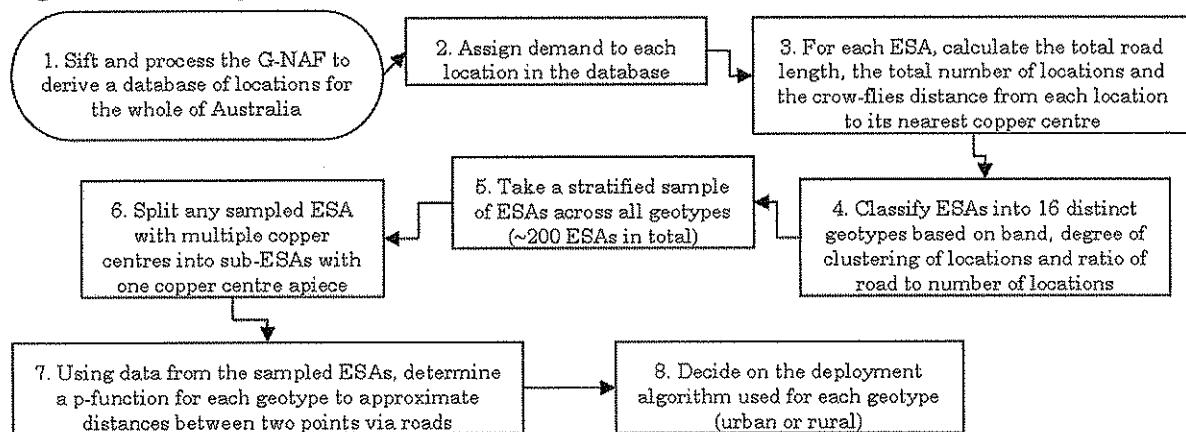 1. Sift and process the G-NAF to
derive a database of locations for
the whole of Australia
2. Assign demand to each
location in the database
3. For each ESA, calculate the total road
length, the total number of locations and
the crow-flies distance from each location
to its nearest copper centre
4. Classify ESAs into 16 distinct
geotypes based on band, degree of
clustering of locations and ratio of
road to number of locations
5. Take a stratified sample
of ESAs across all geotypes
(~200 ESAs in total)
6. Split any sampled ESA
with multiple copper
centres into sub-ESAs with
one copper centre apiece
7. Using data from the sampled ESAs, determine
a p-function for each geotype to approximate
distances between two points via roads
8. Decide on the deployment
algorithm used for each geotype
(urban or rural)